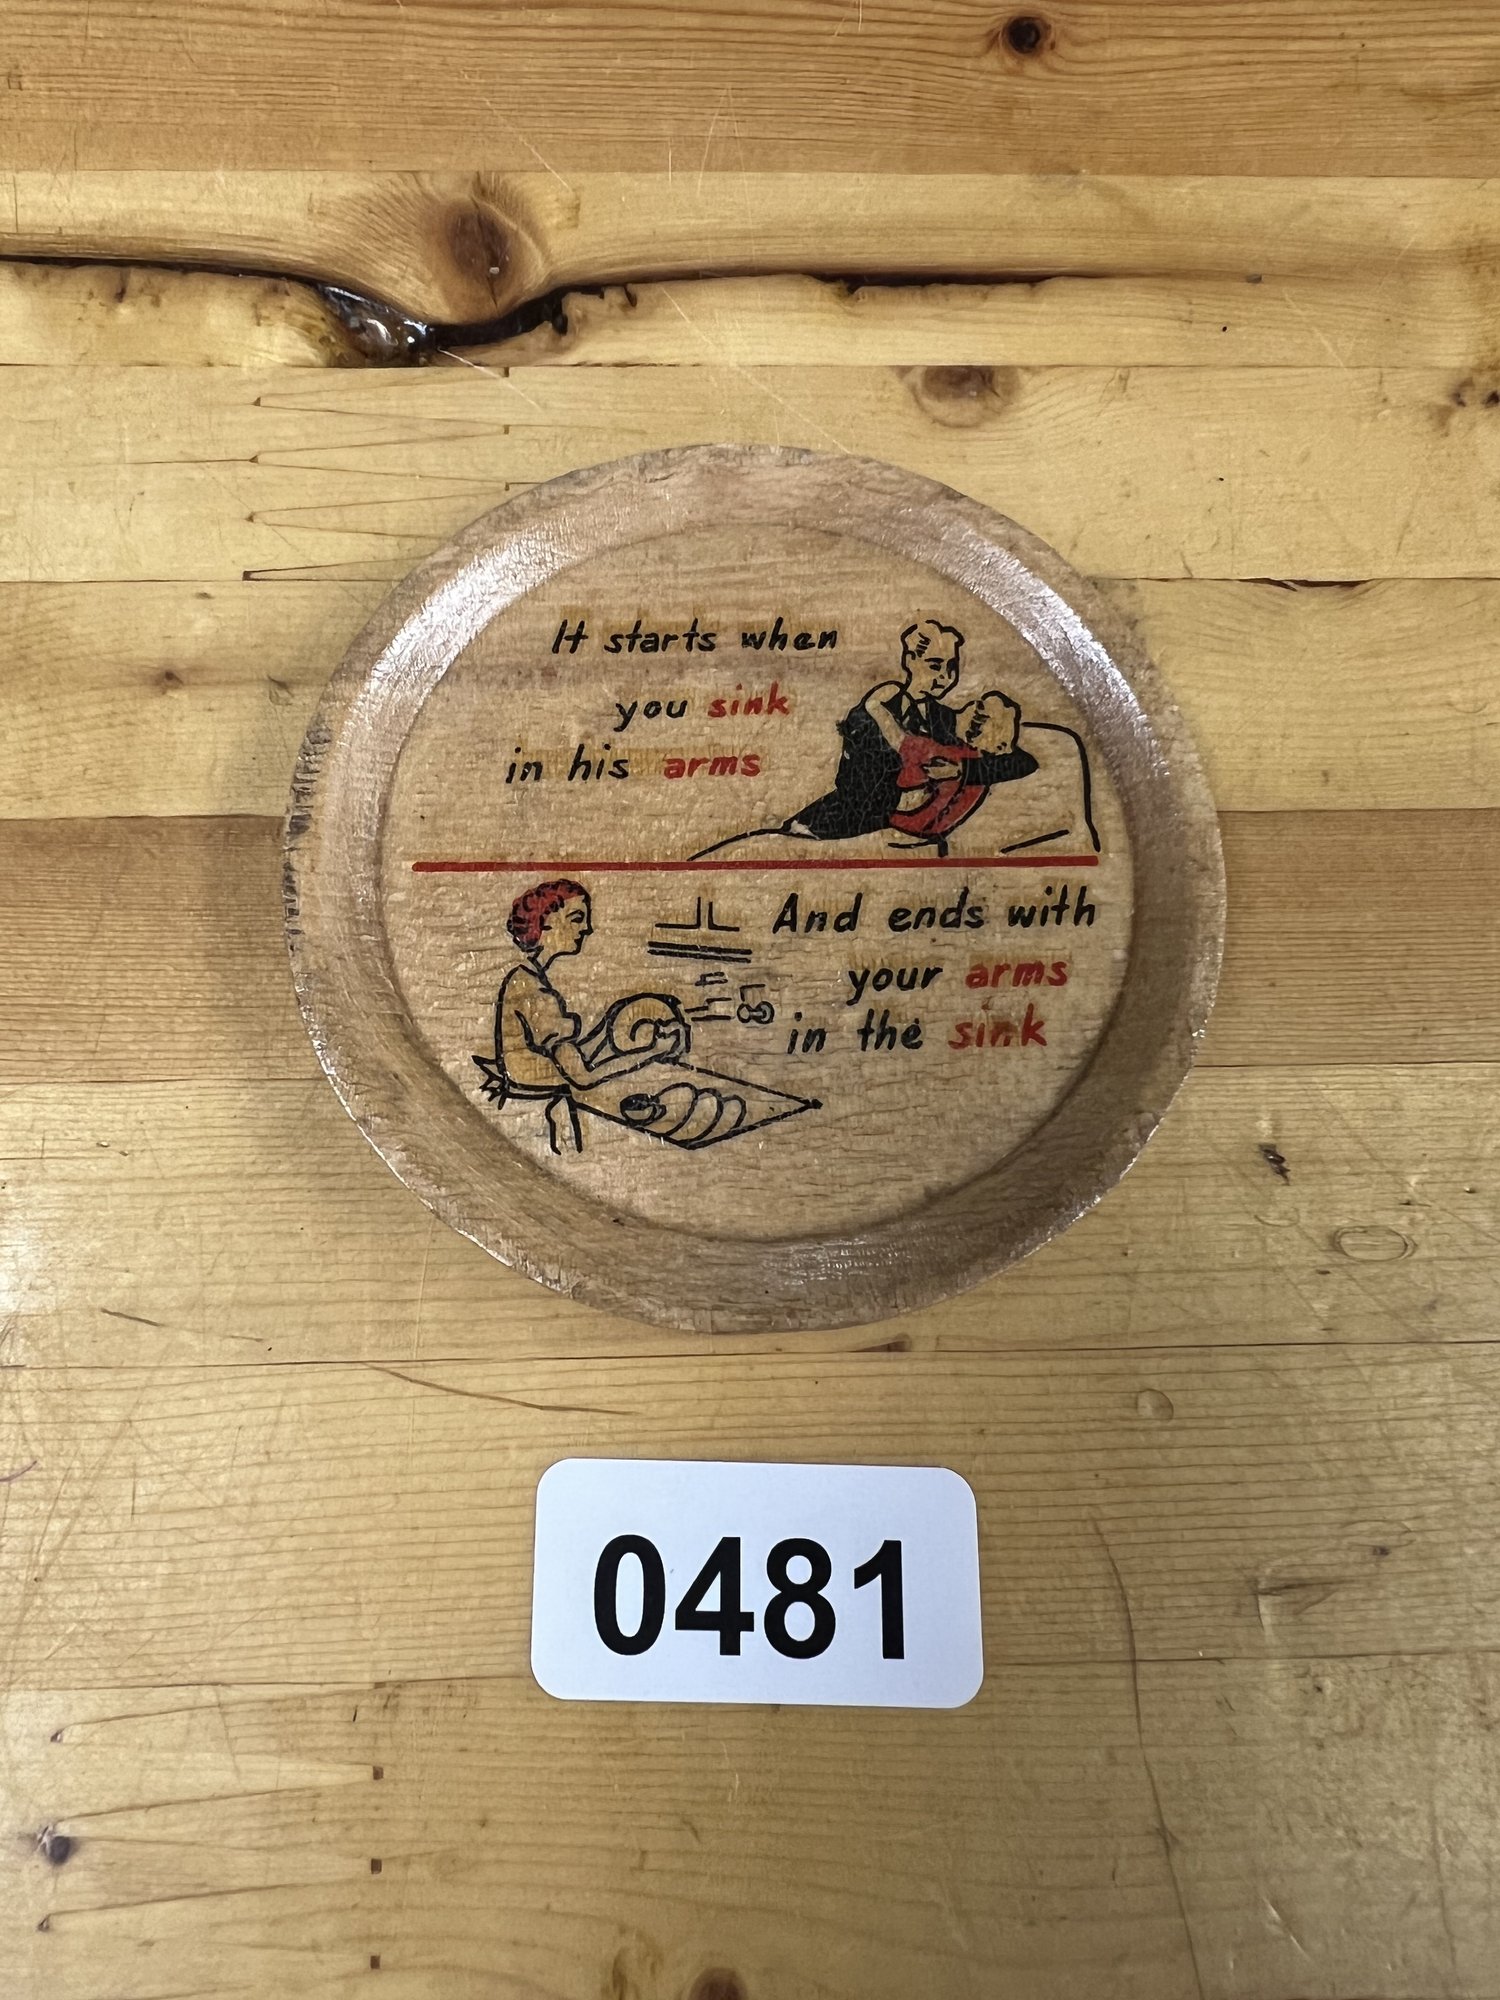 It starts when
you sink
in his arms
And ends with
your arms
in the sink
0481